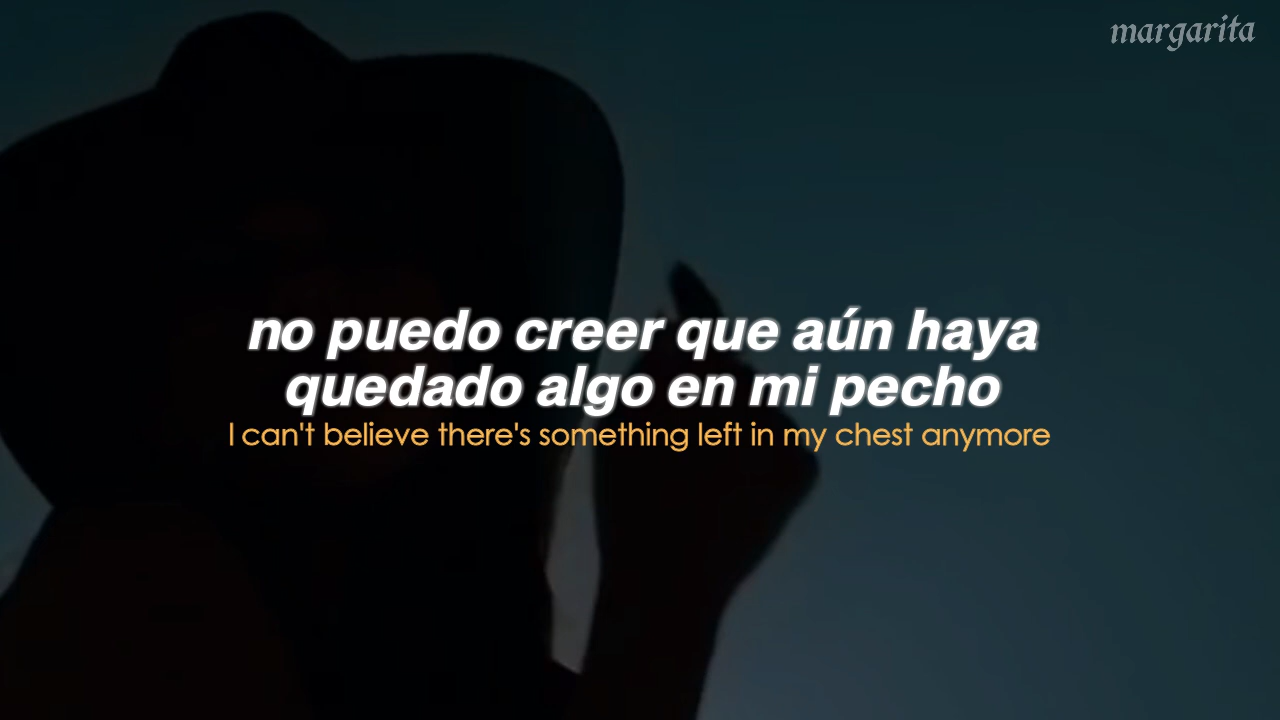 margarita
no puedo creer que aún haya
quedado algo en mi pecho
I can't believe there's something left in my chest anymore